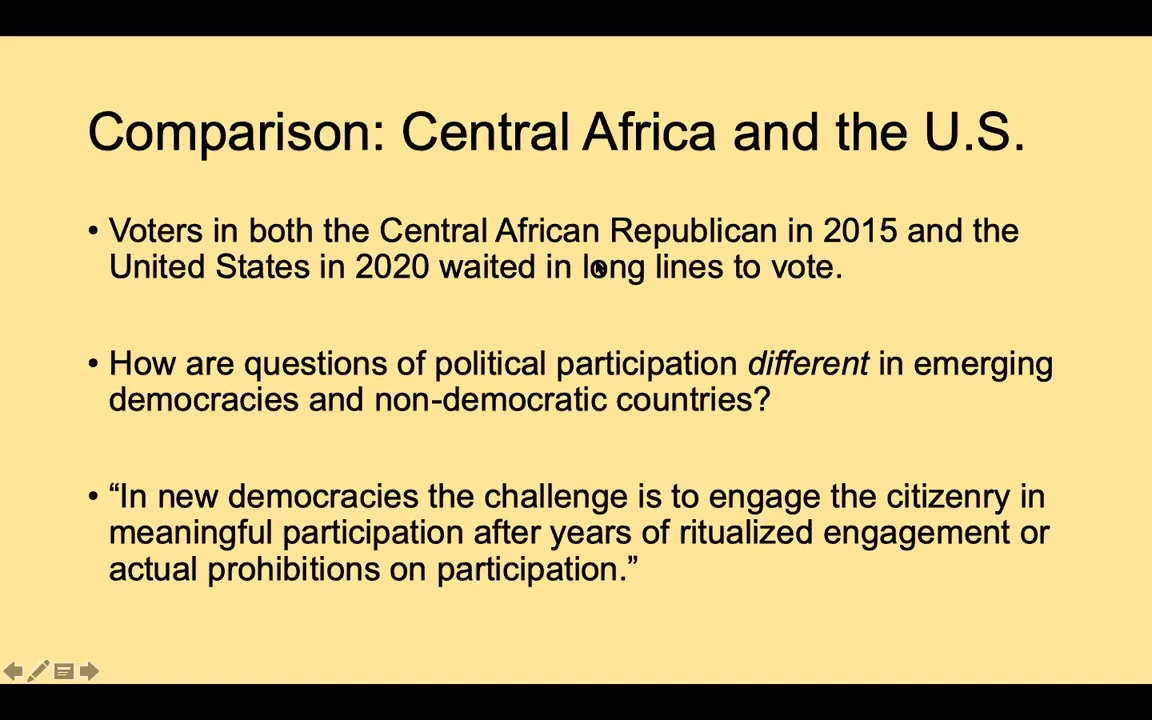 Comparison: Central Africa and the U.S.
• Voters in both the Central African Republican in 2015 and the
United States in 2020 waited in long lines to vote.
• How are questions of political participation different in emerging
democracies and non-democratic countries?
• “In new democracies the challenge is to engage the citizenry in
meaningful participation after years of ritualized engagement or
actual prohibitions on participation.”